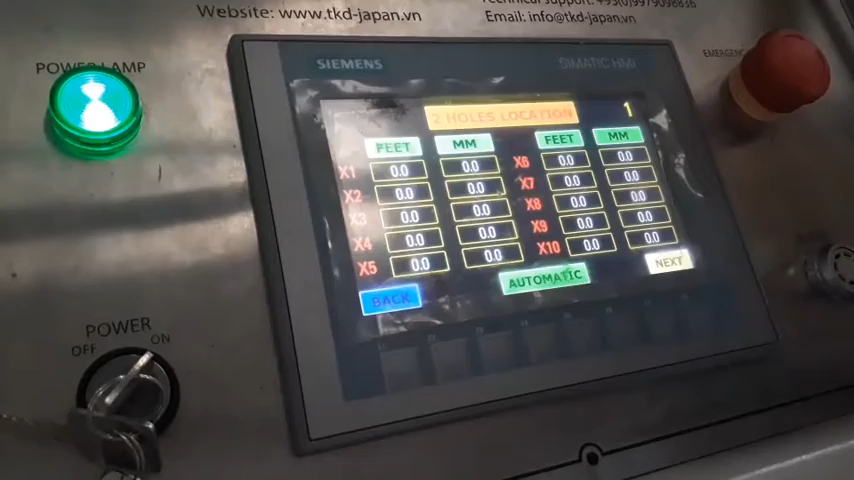 Website: www.tkd-japan.vn
Technical support:
Email: info@tkd-japan.vn
POWER LAMP
SIEMENS
SIMATIC HMI
EMERGENC
2 HOLES LOCATION
1
FEET MM FEET MM
X1 0.0 0.0 X6 0.0 0.0
X2 0.0 0.0 X7 0.0 0.0
X3 0.0 0.0 X8 0.0 0.0
X4 0.0 0.0 X9 0.0 0.0
X5 0.0 0.0 X10 0.0 0.0
BACK AUTOMATIC NEXT
POWER
OFF ON